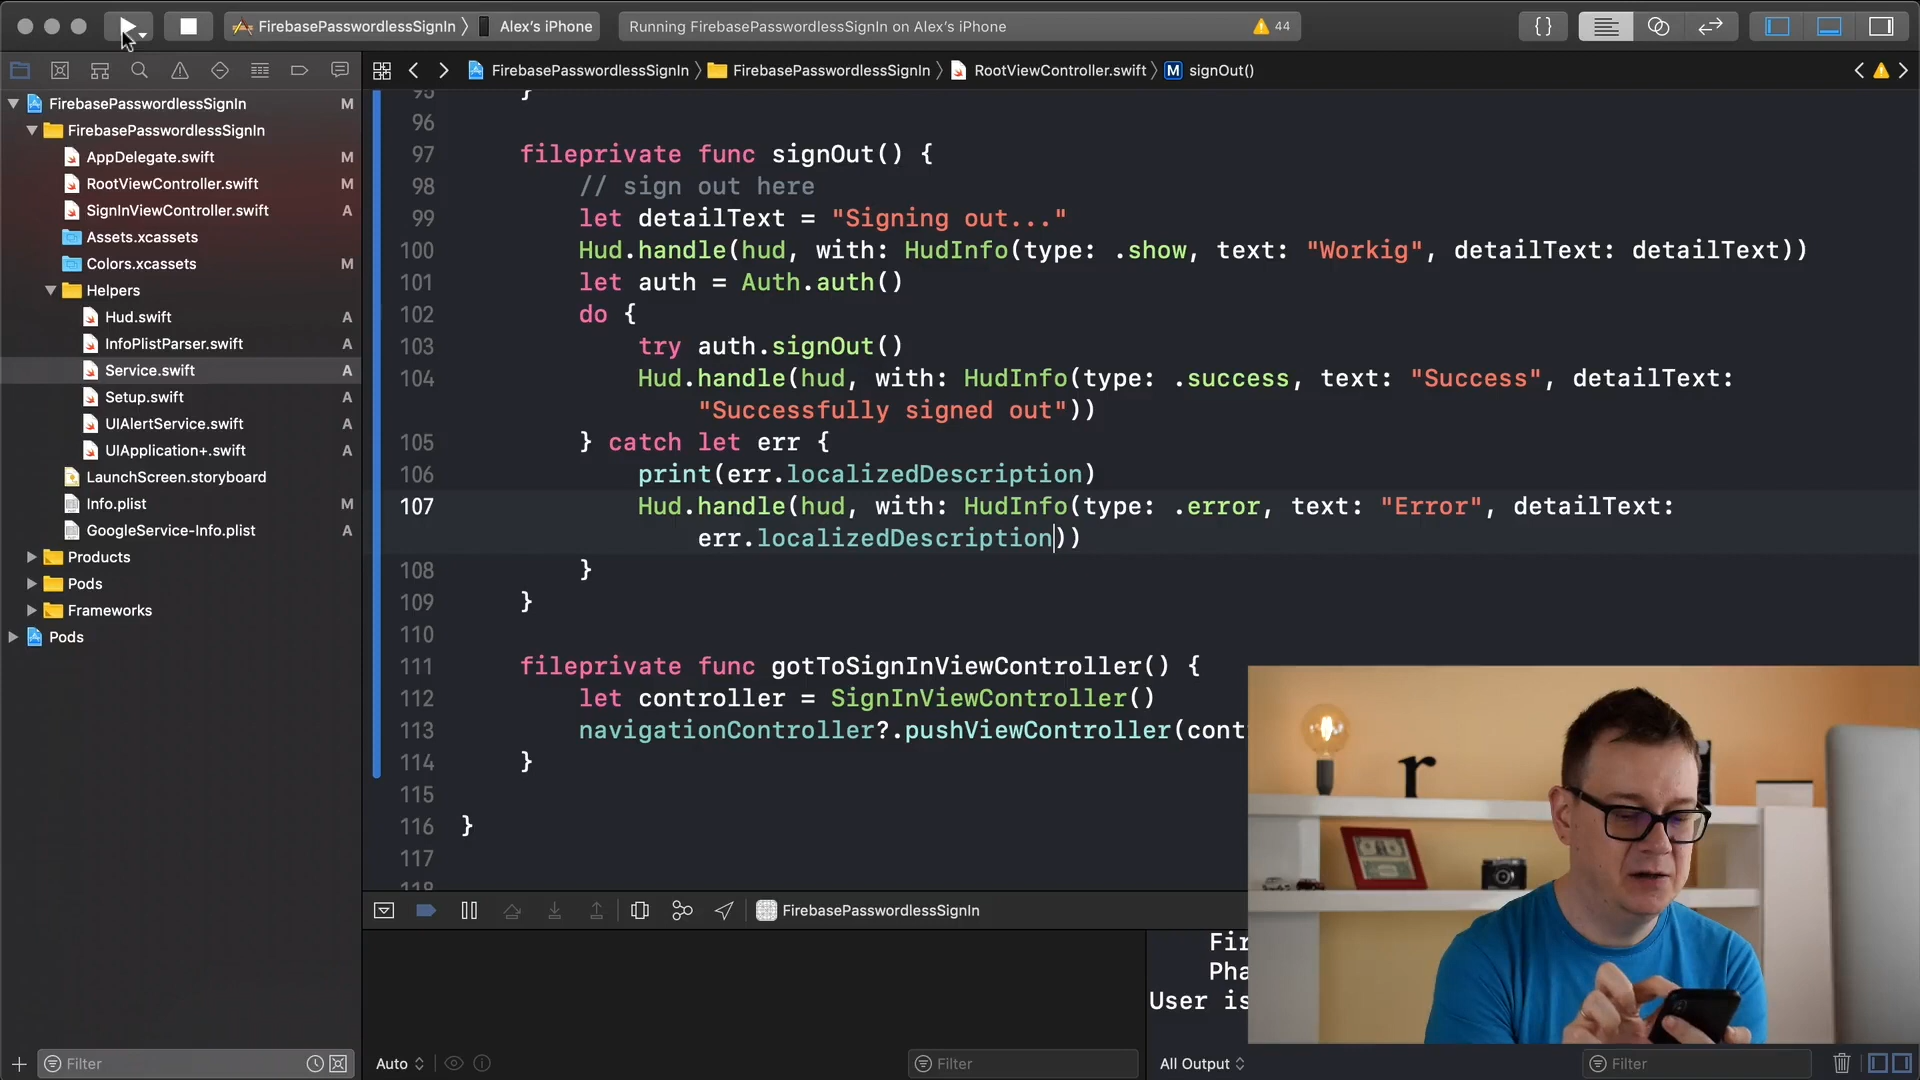 FirebasePasswordlessSignIn
Alex's iPhone
Running FirebasePasswordlessSignIn on Alex's iPhone
44
FirebasePasswordlessSignIn
FirebasePasswordlessSignIn
RootViewController.swift
M
signOut()
FirebasePasswordlessSignIn M
FirebasePasswordlessSignIn
AppDelegate.swift M
RootViewController.swift M
SignInViewController.swift A
Assets.xcassets
Colors.xcassets M
Helpers
Hud.swift A
InfoPlistParser.swift A
Service.swift A
Setup.swift A
UIAlertService.swift A
UIApplication+.swift A
LaunchScreen.storyboard
Info.plist M
GoogleService-Info.plist A
Products
Pods
Frameworks
Pods
Filter
95 }
96
97 fileprivate func signOut() {
98 // sign out here
99 let detailText = "Signing out..."
100 Hud.handle(hud, with: HudInfo(type: .show, text: "Workig", detailText: detailText))
101 let auth = Auth.auth()
102 do {
103 try auth.signOut()
104 Hud.handle(hud, with: HudInfo(type: .success, text: "Success", detailText:
"Successfully signed out"))
105 } catch let err {
106 print(err.localizedDescription)
107 Hud.handle(hud, with: HudInfo(type: .error, text: "Error", detailText:
err.localizedDescription))
108 }
109 }
110
111 fileprivate func gotToSignInViewController() {
112 let controller = SignInViewController()
113 navigationController?.pushViewController(cont
114 }
115
116 }
117
118
FirebasePasswordlessSignIn
Fir
Pha
User is
Auto
Filter
All Output
Filter